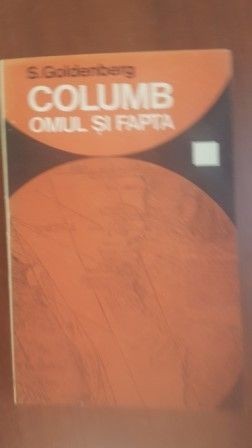 S. Goldenberg
COLUMB
OMUL ȘI FAPTA